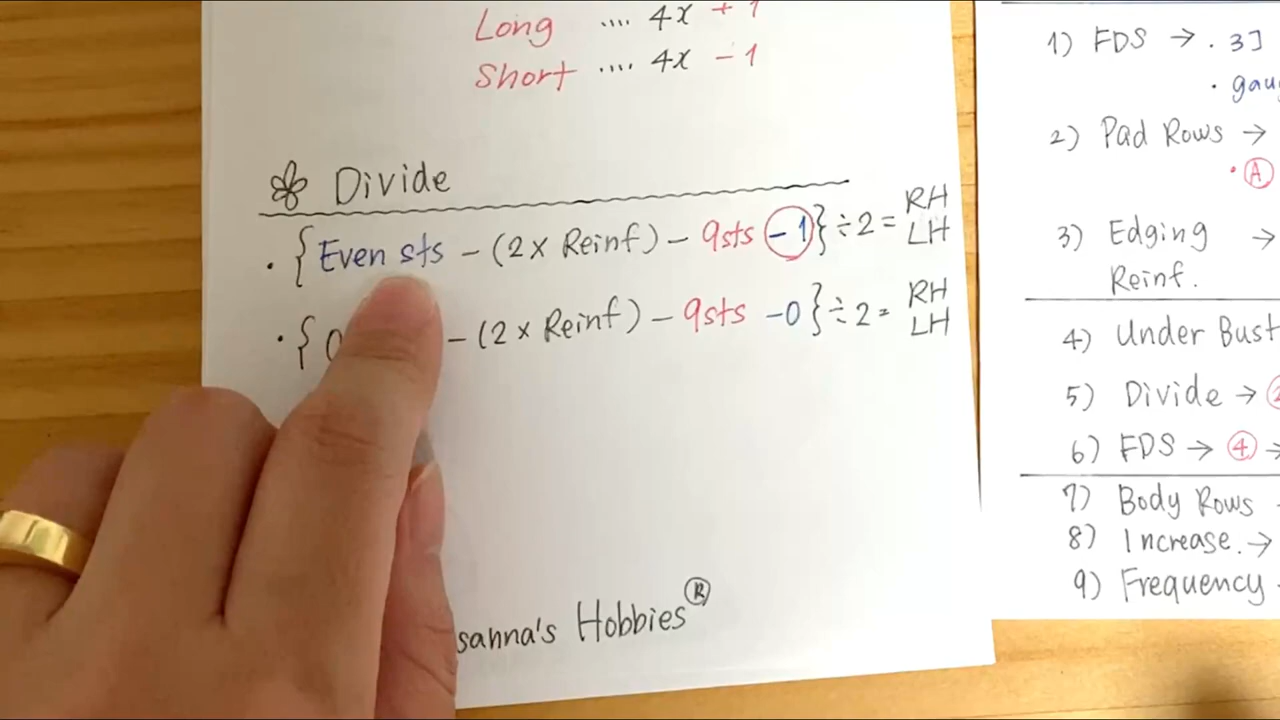 Long .... 4x + 1
Short .... 4x - 1
Divide
• {Even sts - (2 x Reinf) - 9sts -1} ÷ 2 = RH LH
• { - (2 x Reinf) - 9sts -0} ÷ 2 = RH LH
sanna's Hobbies®
1) FDS → . 3]
• gau
2) Pad Rows →
• A
3) Edging →
Reinf.
4) Under Bust
5) Divide →
6) FDS → 4 →
7) Body Rows
8) Increase. →
9) Frequency